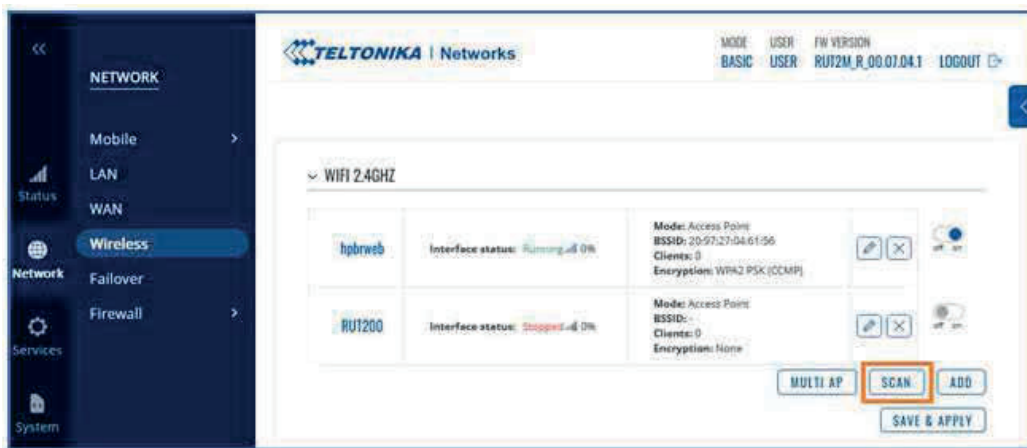 «
TELTONIKA | Networks
MODE
BASIC
USER
USER
FW VERSION
RUT2M_R_00.07.04.1
LOGOUT
NETWORK
Mobile
LAN
WAN
Wireless
Failover
Firewall
Status
Network
Services
System
WIFI 2.4GHZ
hpbrweb
Interface status: Running 0%
Mode: Access Point
BSSID: 20:97:27:04:61:56
Clients: 0
Encryption: WPA2 PSK (CCMP)
off on
RUT200
Interface status: Stopped 0%
Mode: Access Point
BSSID: -
Clients: 0
Encryption: None
off on
MULTI AP
SCAN
ADD
SAVE & APPLY